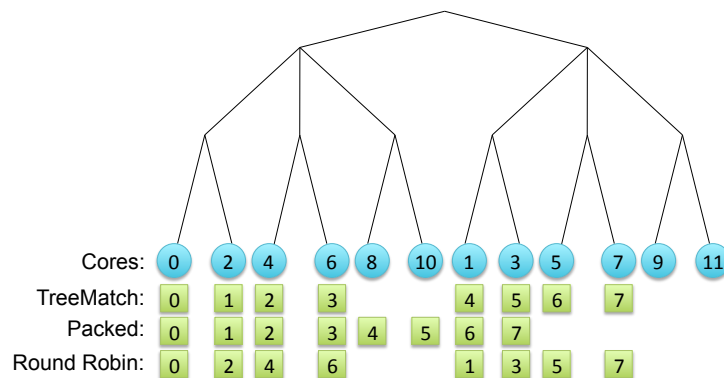 Cores: 0 2 4 6 8 10 1 3 5 7 9 11
TreeMatch: 0 1 2 3 4 5 6 7
Packed: 0 1 2 3 4 5 6 7
Round Robin: 0 2 4 6 1 3 5 7